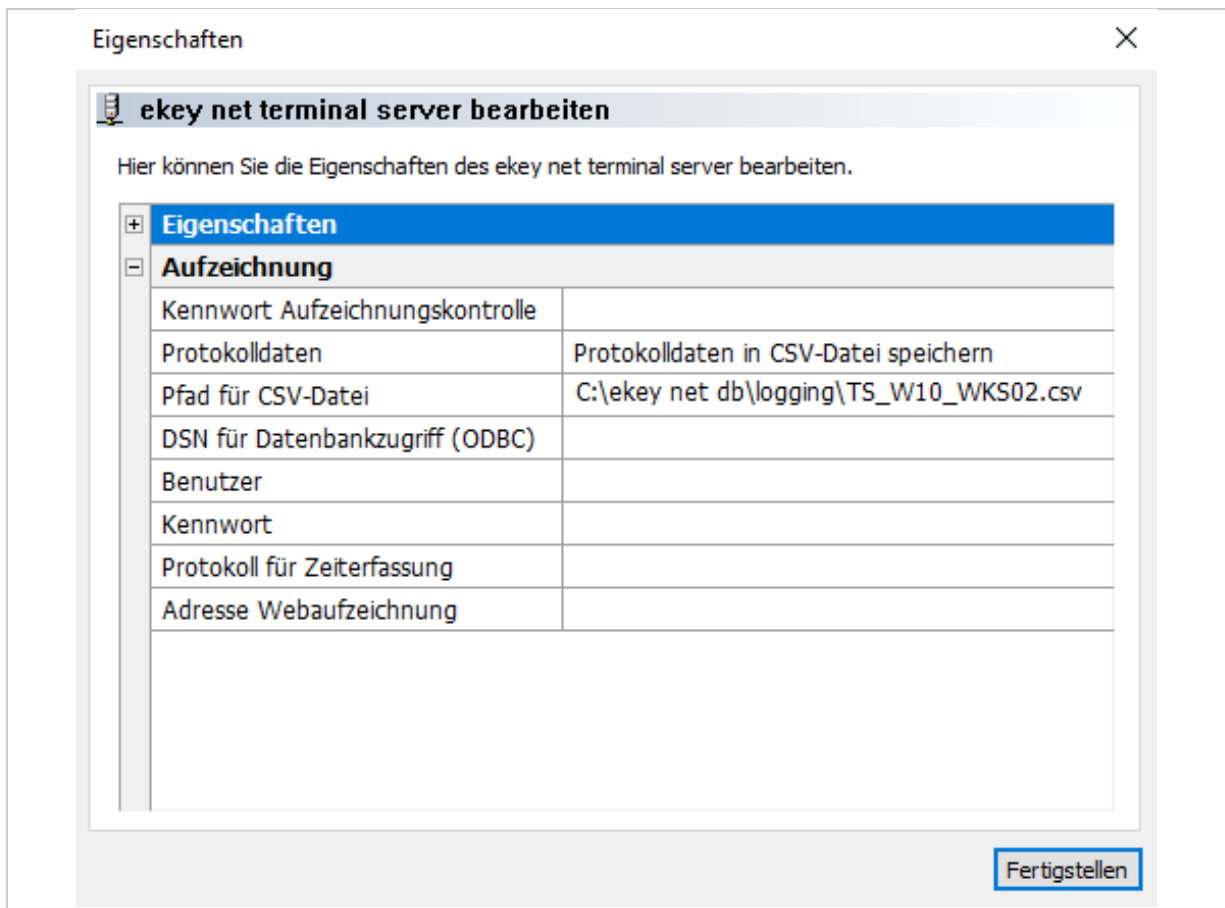 Eigenschaften
ekey net terminal server bearbeiten
Hier können Sie die Eigenschaften des ekey net terminal server bearbeiten.
Eigenschaften
Aufzeichnung
Kennwort Aufzeichnungskontrolle
Protokolldaten Protokolldaten in CSV-Datei speichern
Pfad für CSV-Datei C:\ekey net db\logging\TS_W10_WKS02.csv
DSN für Datenbankzugriff (ODBC)
Benutzer
Kennwort
Protokoll für Zeiterfassung
Adresse Webaufzeichnung
Fertigstellen